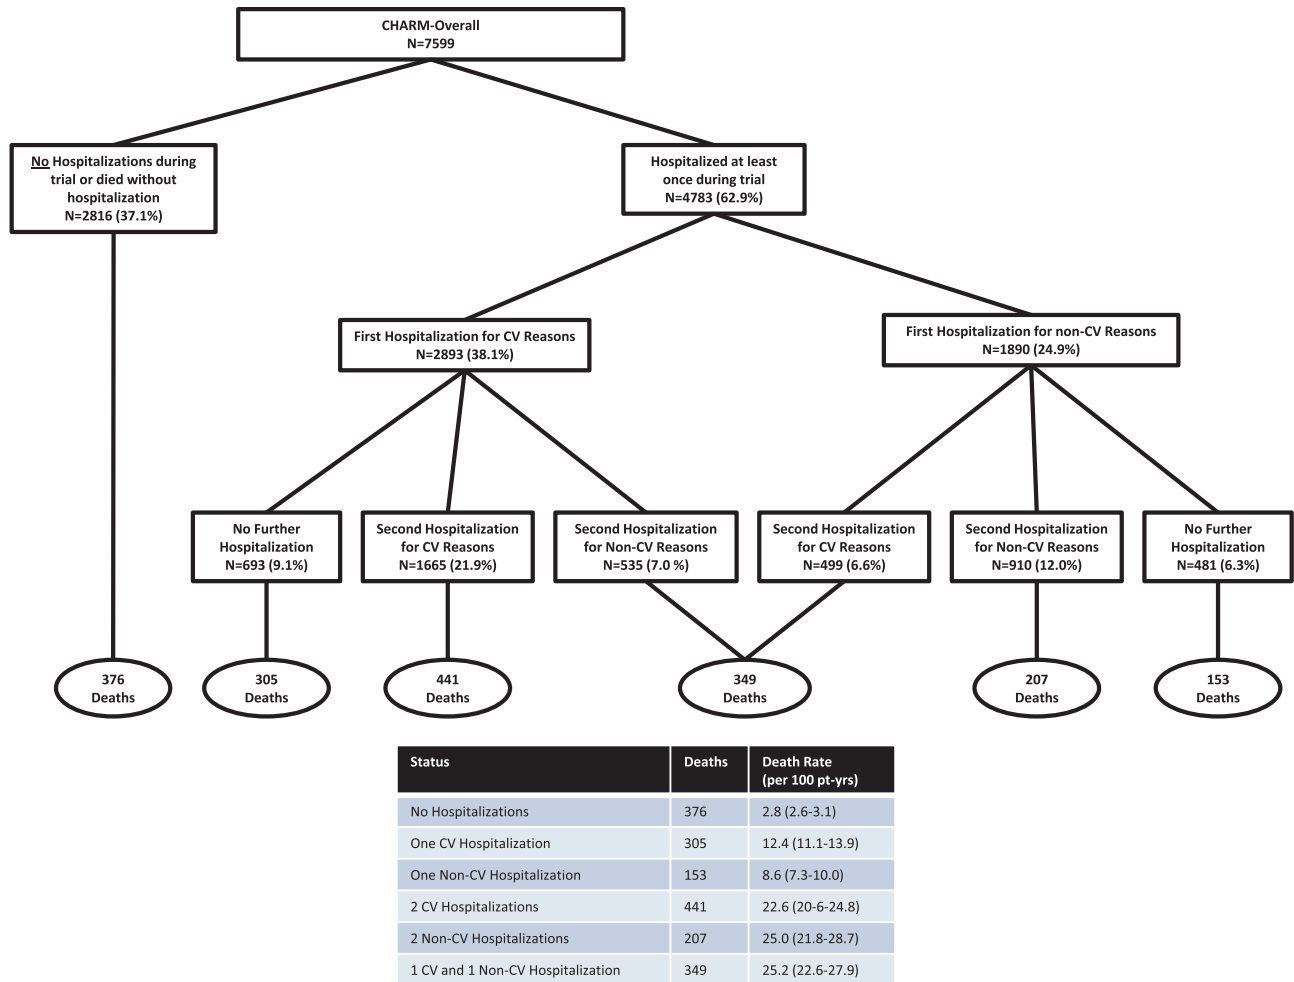 CHARM-Overall
N=7599
No Hospitalizations during
trial or died without
hospitalization
N=2816 (37.1%)
Hospitalized at least
once during trial
N=4783 (62.9%)
First Hospitalization for CV Reasons
N=2893 (38.1%)
First Hospitalization for non-CV Reasons
N=1890 (24.9%)
No Further
Hospitalization
N=693 (9.1%)
Second Hospitalization
for CV Reasons
N=1665 (21.9%)
Second Hospitalization
for Non-CV Reasons
N=535 (7.0 %)
Second Hospitalization
for CV Reasons
N=499 (6.6%)
Second Hospitalization
for Non-CV Reasons
N=910 (12.0%)
No Further
Hospitalization
N=481 (6.3%)
376
Deaths
305
Deaths
441
Deaths
349
Deaths
207
Deaths
153
Deaths
Status Deaths Death Rate
(per 100 pt-yrs)
No Hospitalizations 376 2.8 (2.6-3.1)
One CV Hospitalization 305 12.4 (11.1-13.9)
One Non-CV Hospitalization 153 8.6 (7.3-10.0)
2 CV Hospitalizations 441 22.6 (20-6-24.8)
2 Non-CV Hospitalizations 207 25.0 (21.8-28.7)
1 CV and 1 Non-CV Hospitalization 349 25.2 (22.6-27.9)